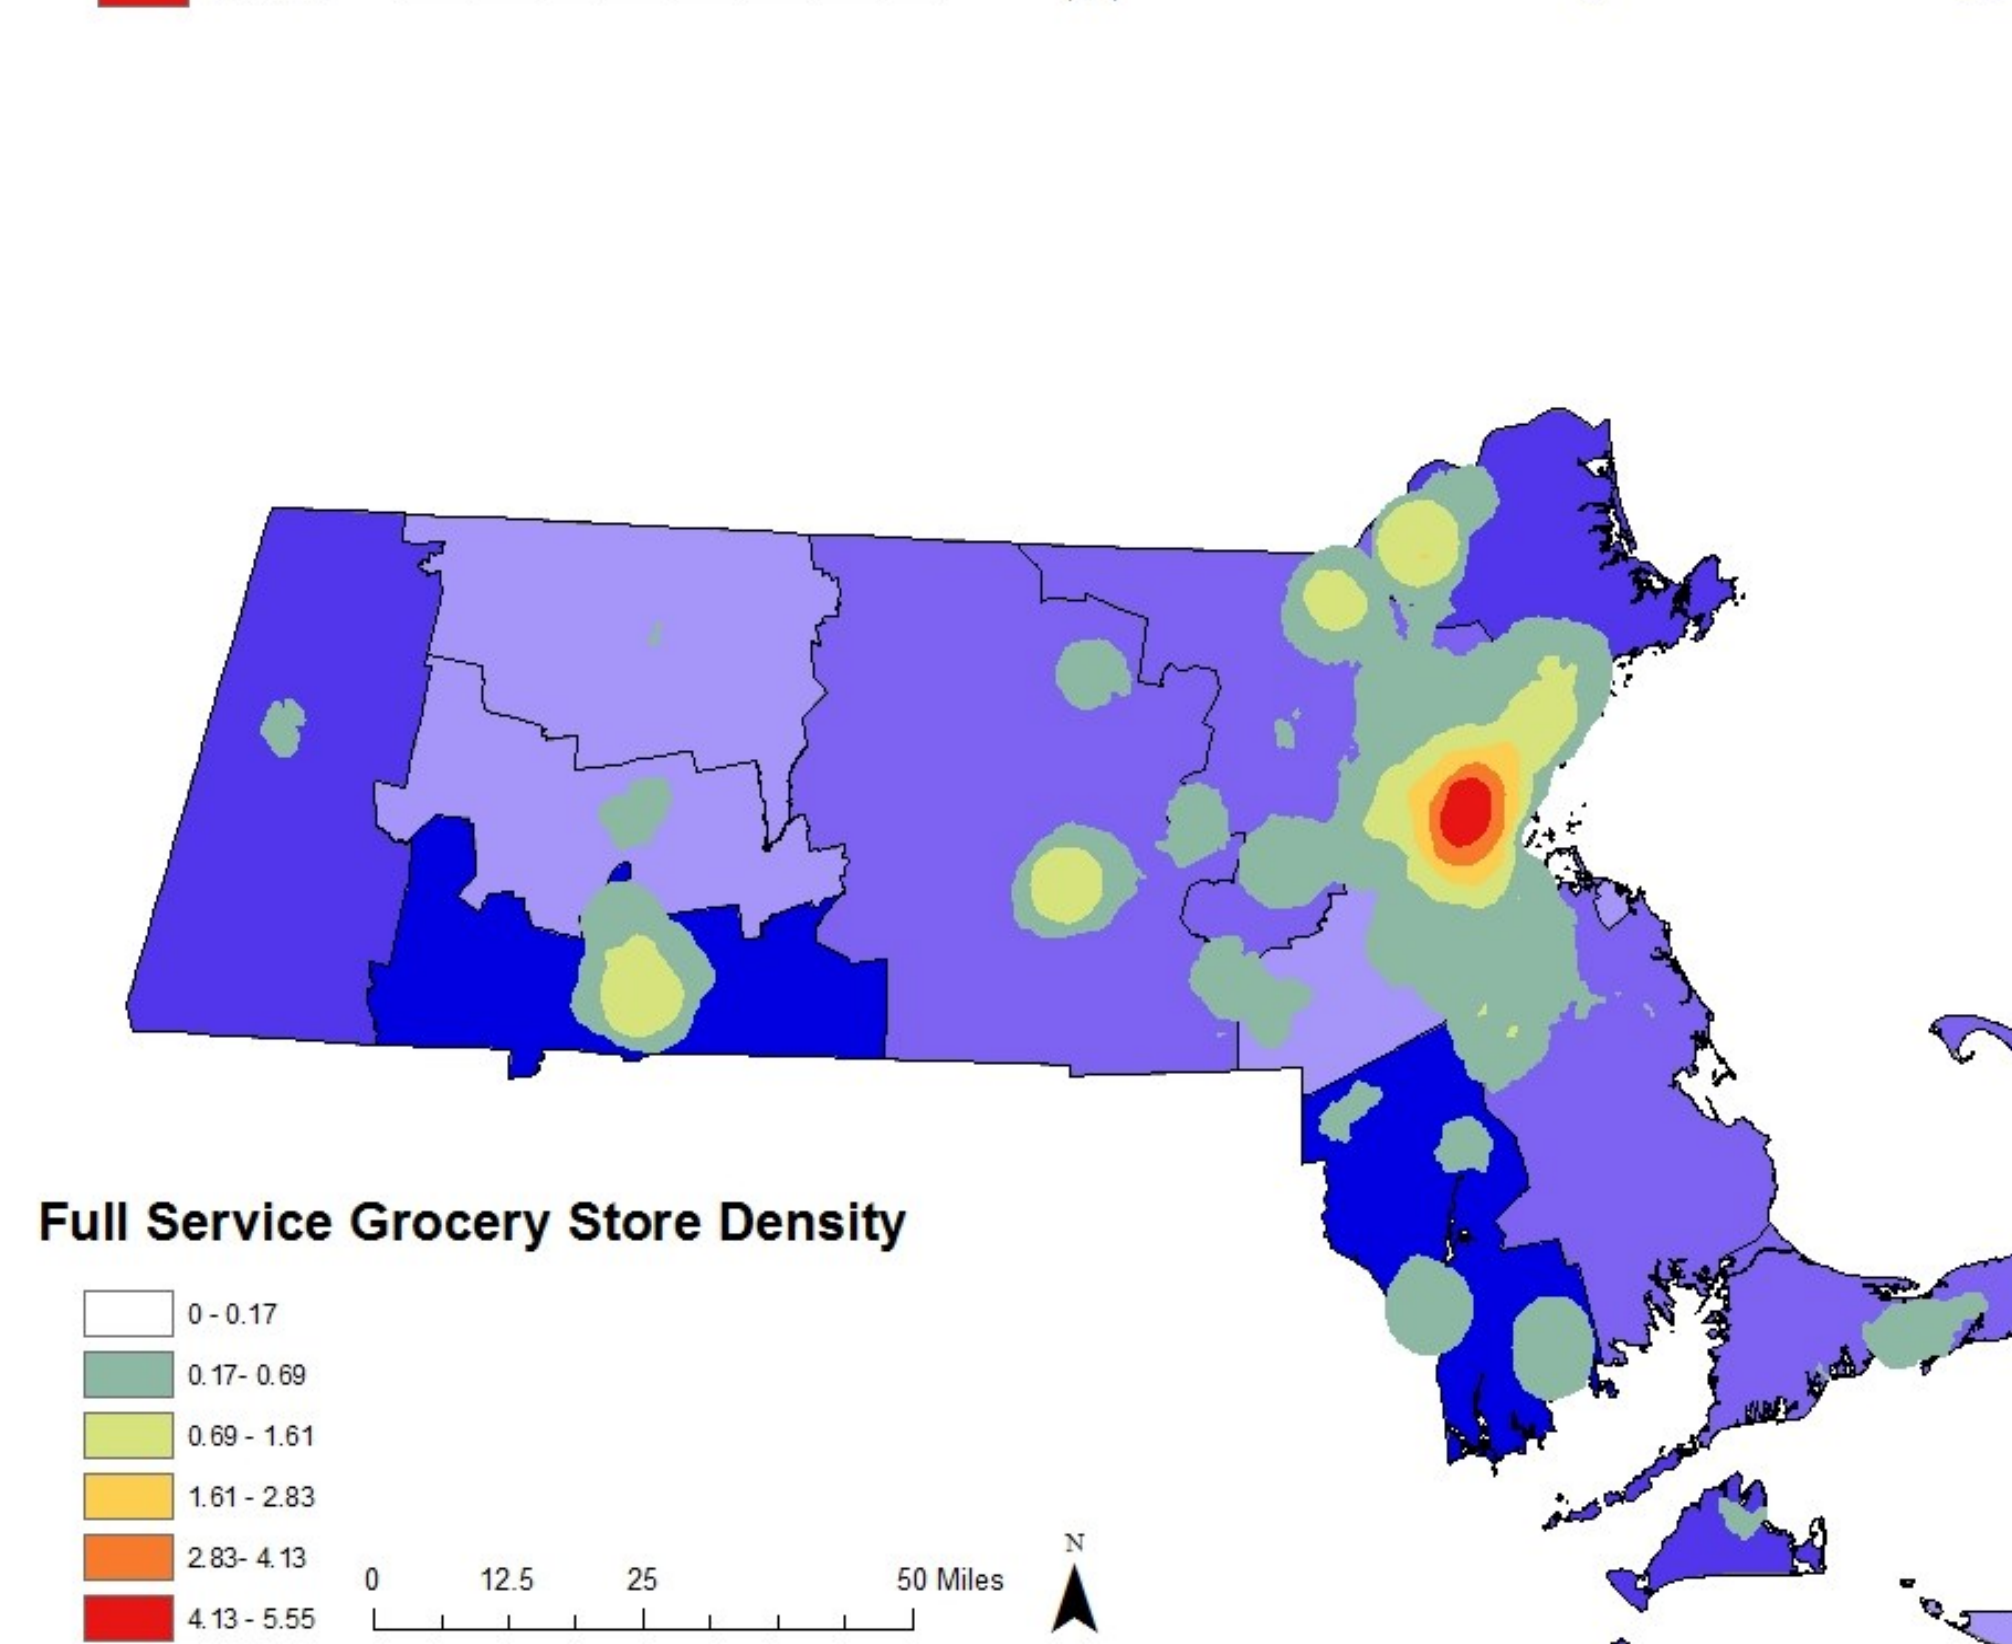 Full Service Grocery Store Density
0 - 0.17
0.17- 0.69
0.69 - 1.61
1.61 - 2.83
2.83- 4.13
4.13 - 5.55
0 12.5 25 50 Miles
N